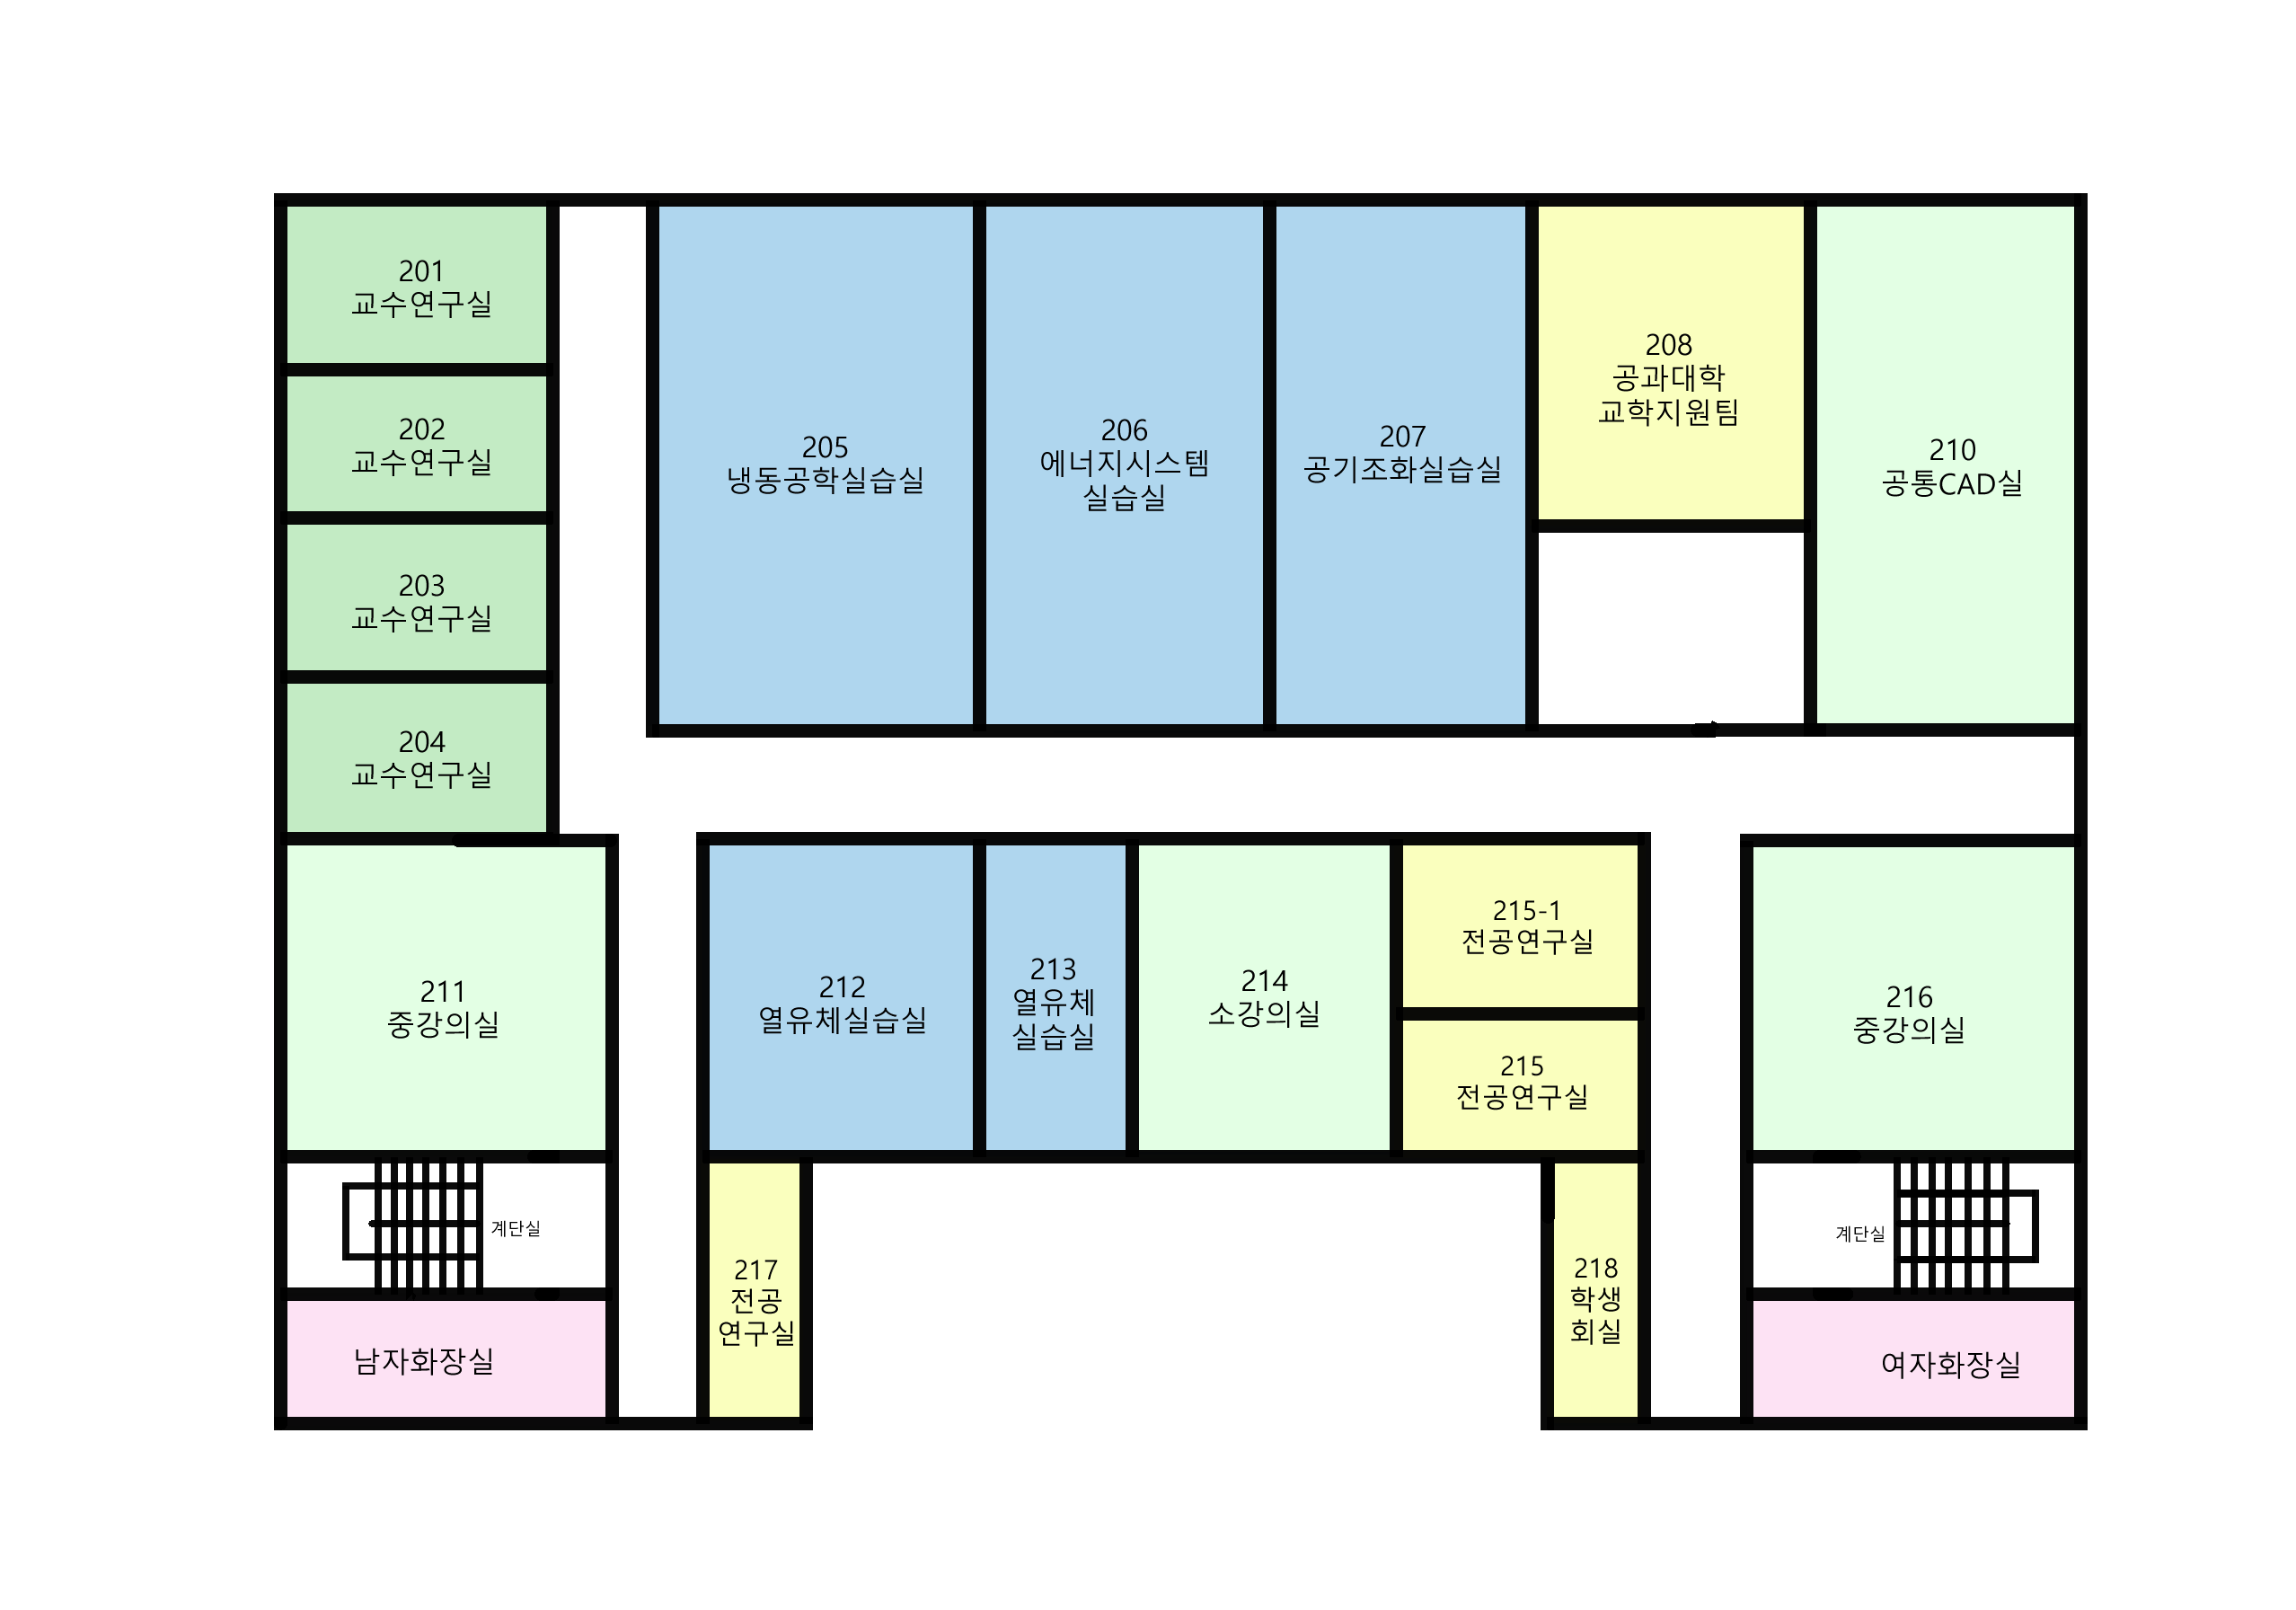 201
교수연구실
202
교수연구실
203
교수연구실
204
교수연구실
205
냉동공학실습실
206
에너지시스템
실습실
207
공기조화실습실
208
공과대학
교학지원팀
210
공통CAD실
211
중강의실
212
열유체실습실
213
열유체
실습실
214
소강의실
215-1
전공연구실
215
전공연구실
216
중강의실
계단실
계단실
217
전공
연구실
218
학생
회실
남자화장실
여자화장실